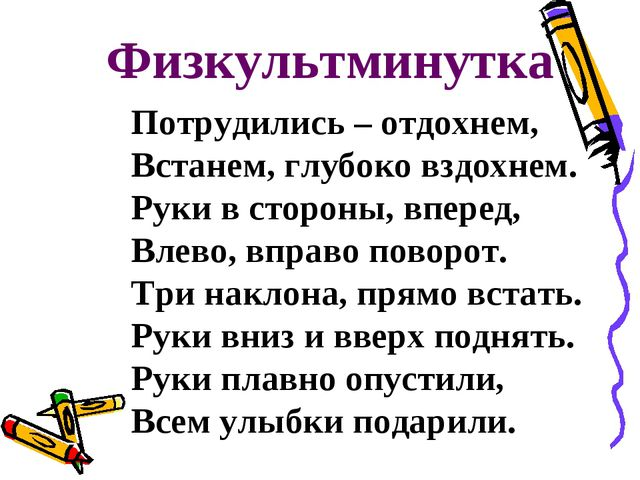 Физкультминутка
Потрудились – отдохнем,
Встанем, глубоко вздохнем.
Руки в стороны, вперед,
Влево, вправо поворот.
Три наклона, прямо встать.
Руки вниз и вверх поднять.
Руки плавно опустили,
Всем улыбки подарили.